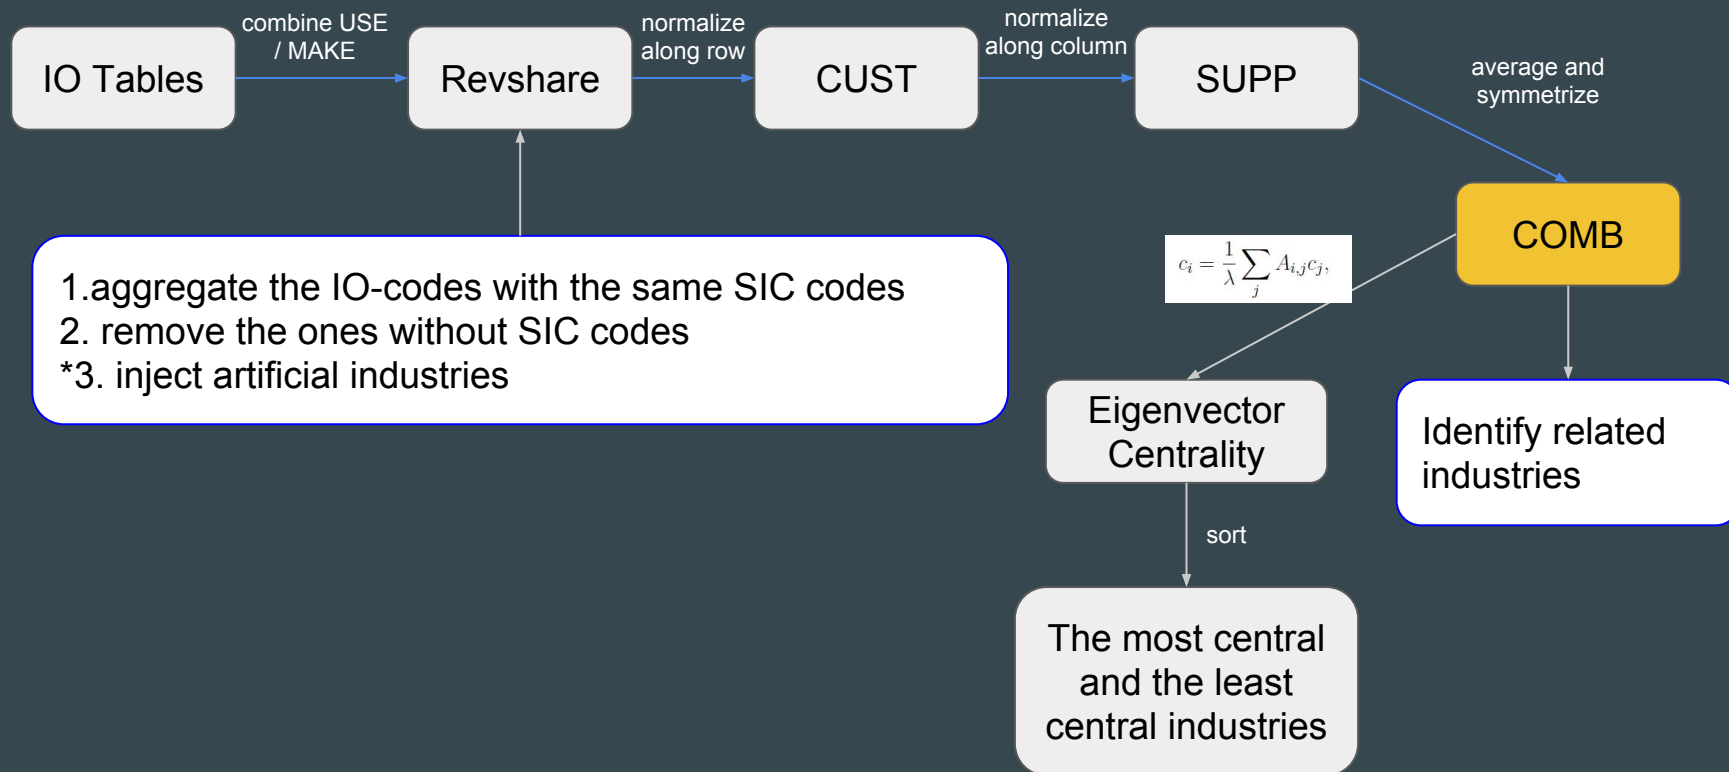 combine USE
/ MAKE
normalize
along row
normalize
along column
IO Tables
Revshare
CUST
SUPP
average and
symmetrize
COMB
1.aggregate the IO-codes with the same SIC codes
2. remove the ones without SIC codes
*3. inject artificial industries
c_i = \frac{1}{\lambda} \sum_j A_{i,j} c_j,
Eigenvector
Centrality
Identify related
industries
sort
The most central
and the least
central industries